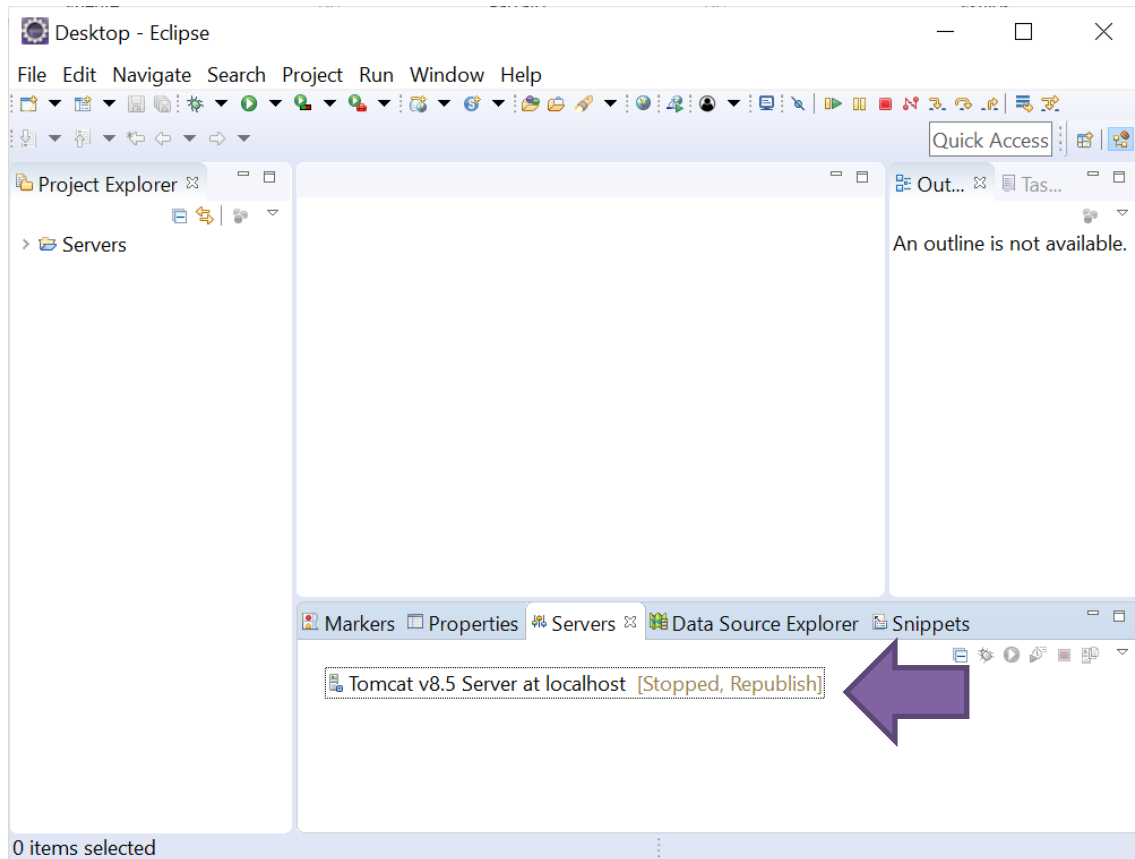 Desktop - Eclipse
File Edit Navigate Search Project Run Window Help
Quick Access
Project Explorer
Out...
Tas...
Servers
An outline is not available.
Markers Properties Servers Data Source Explorer Snippets
Tomcat v8.5 Server at localhost [Stopped, Republish]
0 items selected